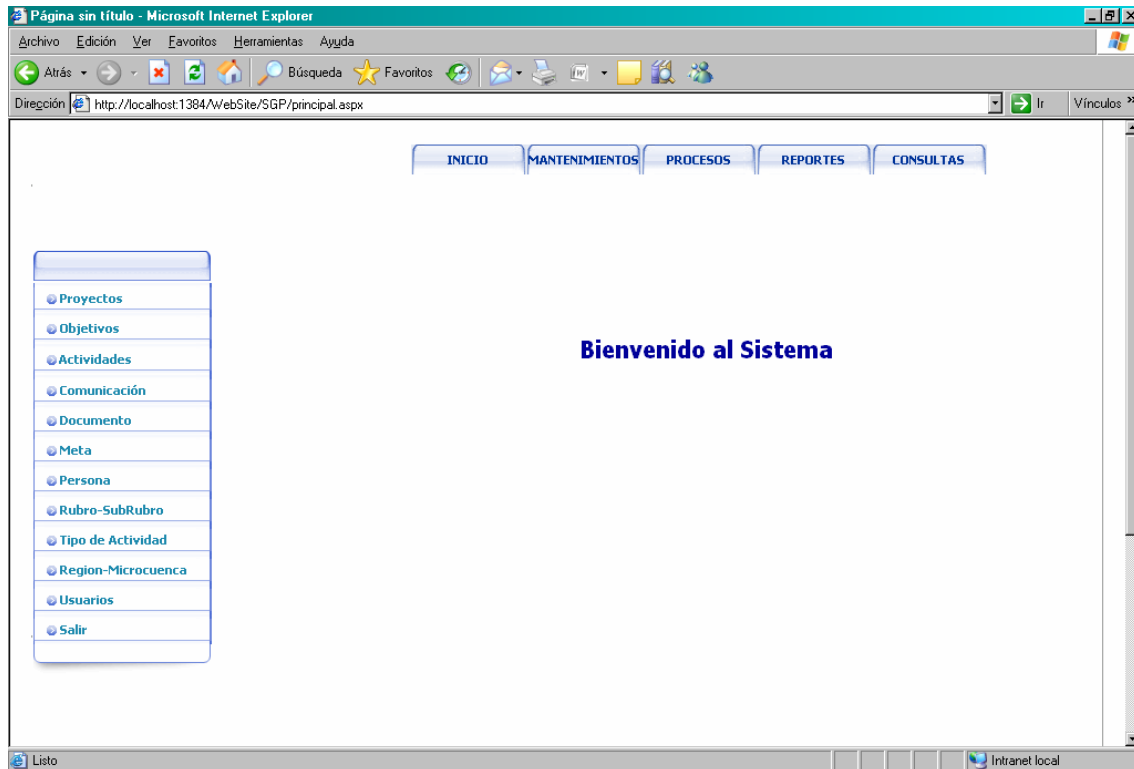 Página sin título - Microsoft Internet Explorer
Archivo Edición Ver Favoritos Herramientas Ayuda
Atrás Búsqueda Favoritos
Dirección http://localhost:1384/WebSite/SGP/principal.aspx Ir Vínculos »
INICIO MANTENIMIENTOS PROCESOS REPORTES CONSULTAS
Proyectos
Objetivos
Actividades
Comunicación
Documento
Meta
Persona
Rubro-SubRubro
Tipo de Actividad
Region-Microcuenca
Usuarios
Salir
Bienvenido al Sistema
Listo Intranet local